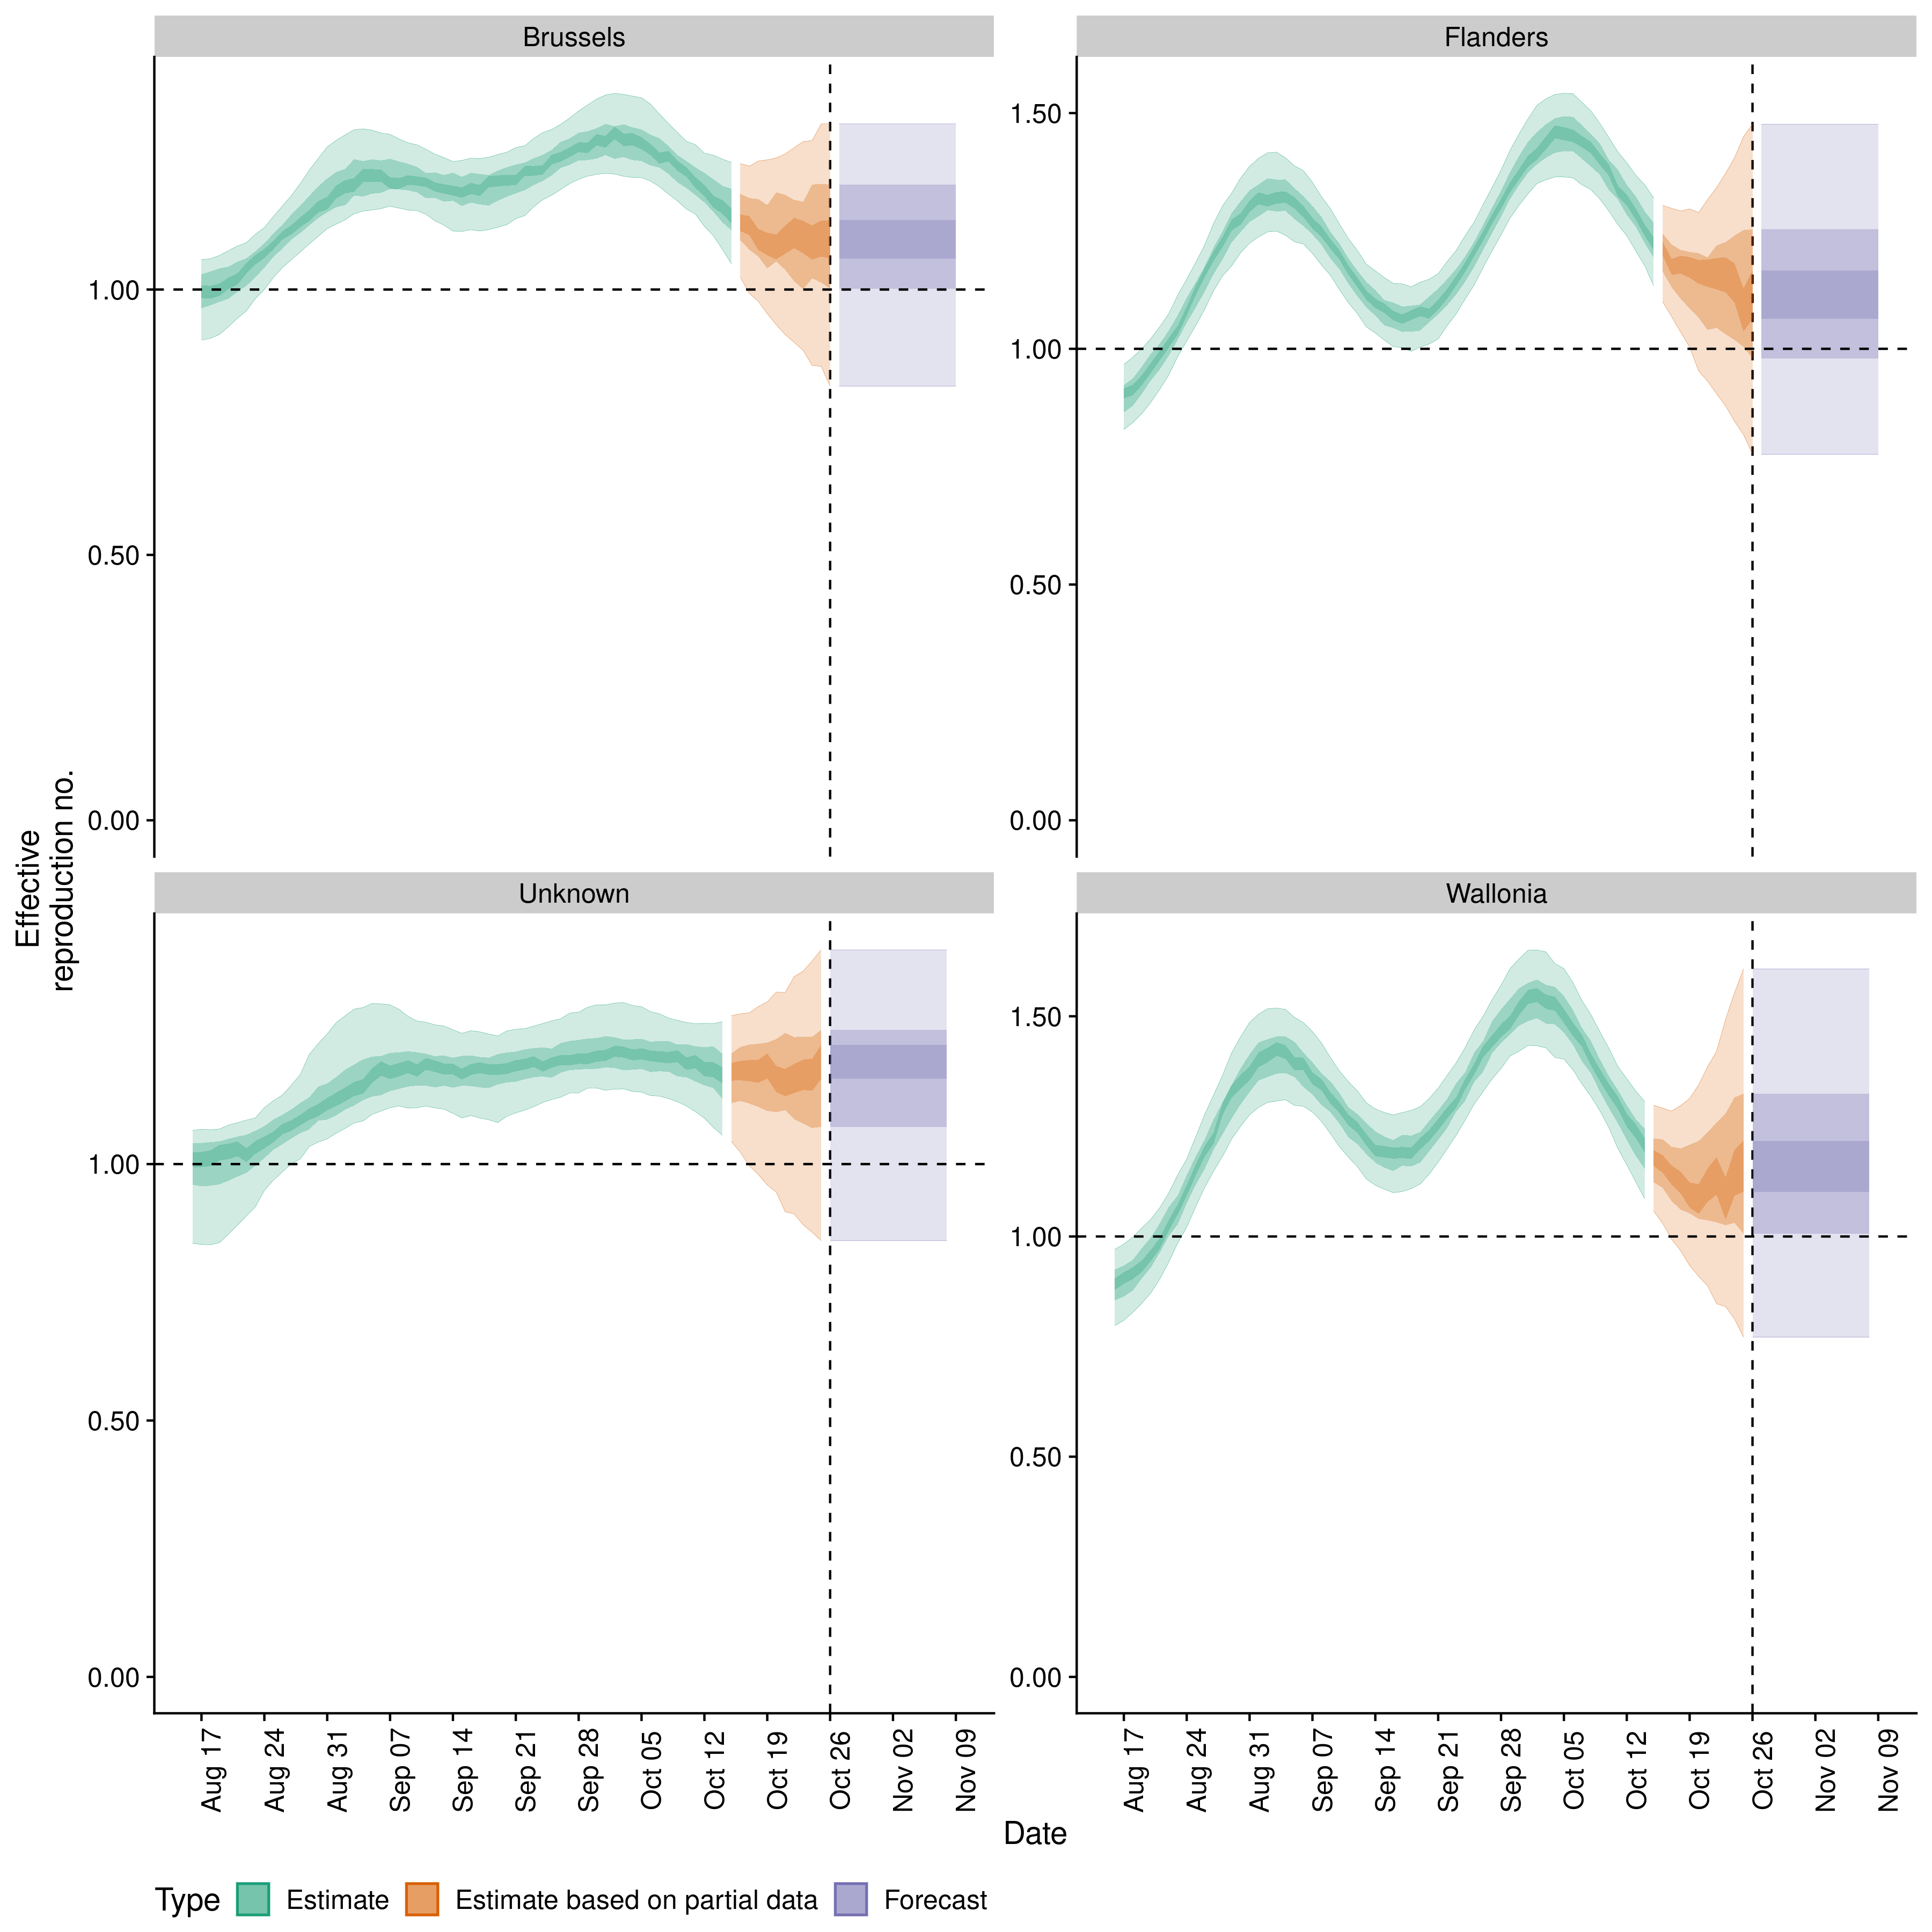 Brussels
Flanders
1.00
0.50
0.00
1.50
1.00
0.50
0.00
Effective
reproduction no.
Unknown
Wallonia
1.00
0.50
0.00
1.50
1.00
0.50
0.00
Aug 17
Aug 24
Aug 31
Sep 07
Sep 14
Sep 21
Sep 28
Oct 05
Oct 12
Oct 19
Oct 26
Nov 02
Nov 09
Aug 17
Aug 24
Aug 31
Sep 07
Sep 14
Sep 21
Sep 28
Oct 05
Oct 12
Oct 19
Oct 26
Nov 02
Nov 09
Date
Type Estimate Estimate based on partial data Forecast